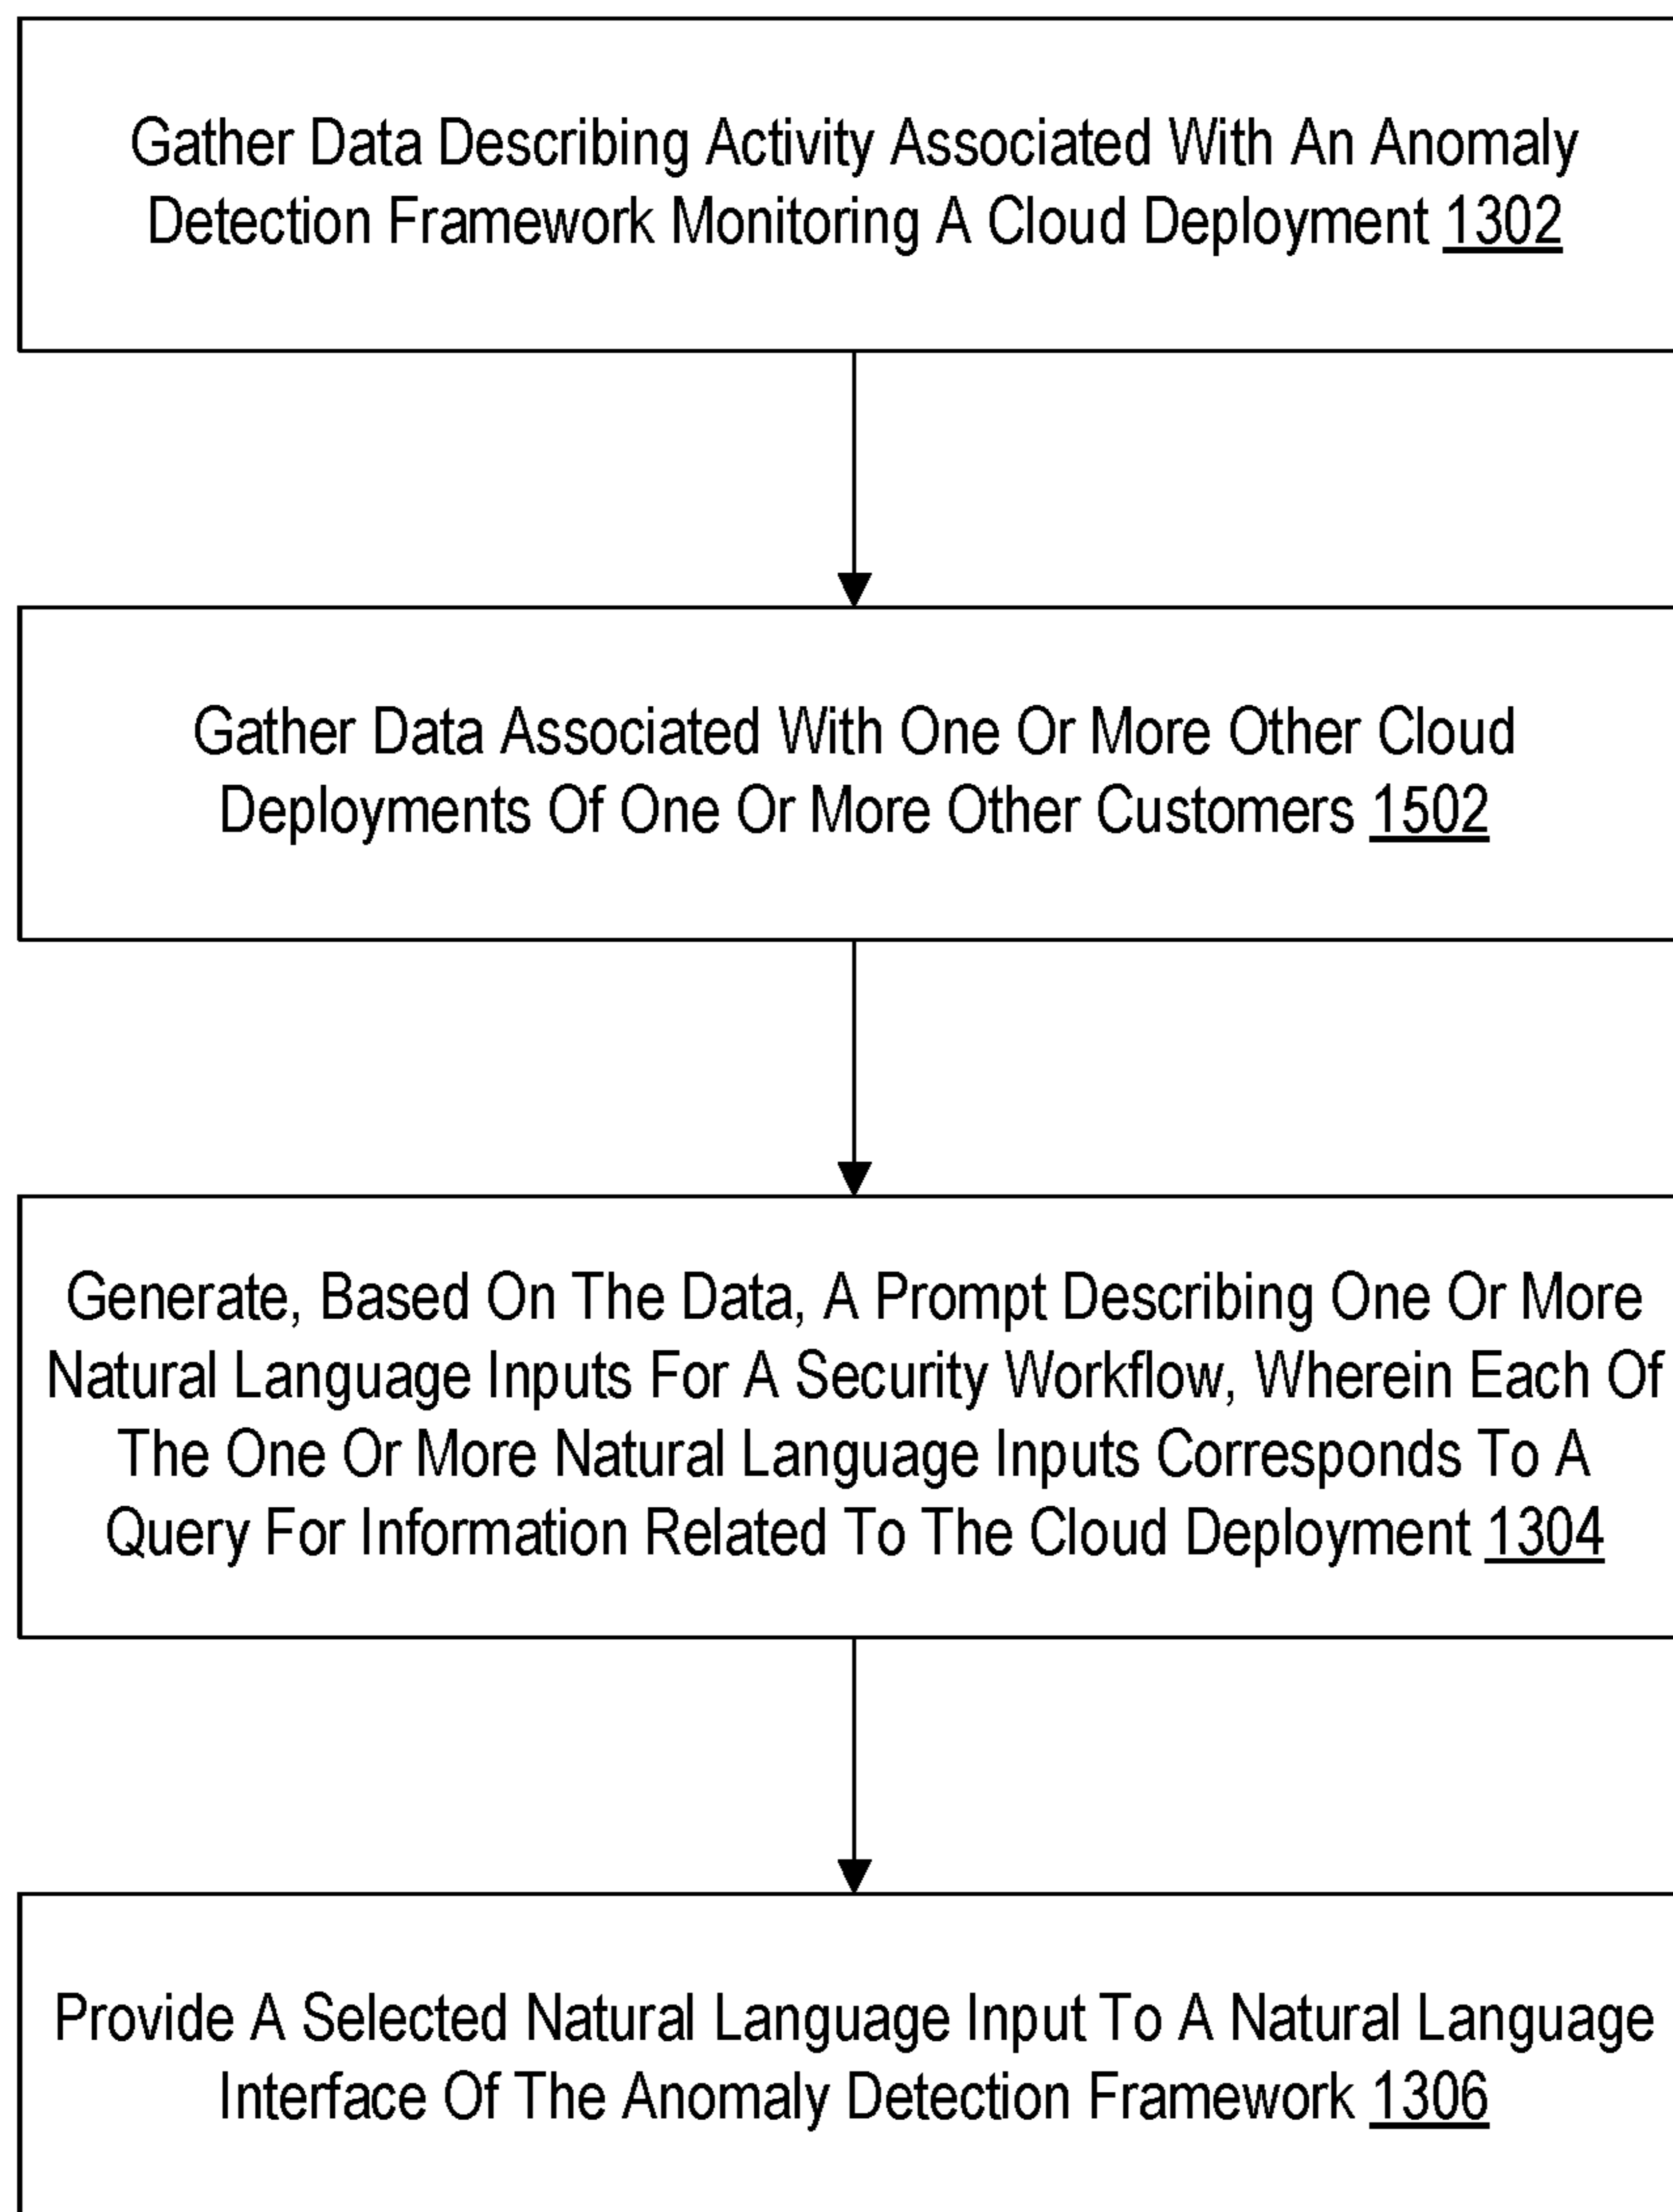 Gather Data Describing Activity Associated With An Anomaly
Detection Framework Monitoring A Cloud Deployment 1302
Gather Data Associated With One Or More Other Cloud
Deployments Of One Or More Other Customers 1502
Generate, Based On The Data, A Prompt Describing One Or More
Natural Language Inputs For A Security Workflow, Wherein Each Of
The One Or More Natural Language Inputs Corresponds To A
Query For Information Related To The Cloud Deployment 1304
Provide A Selected Natural Language Input To A Natural Language
Interface Of The Anomaly Detection Framework 1306